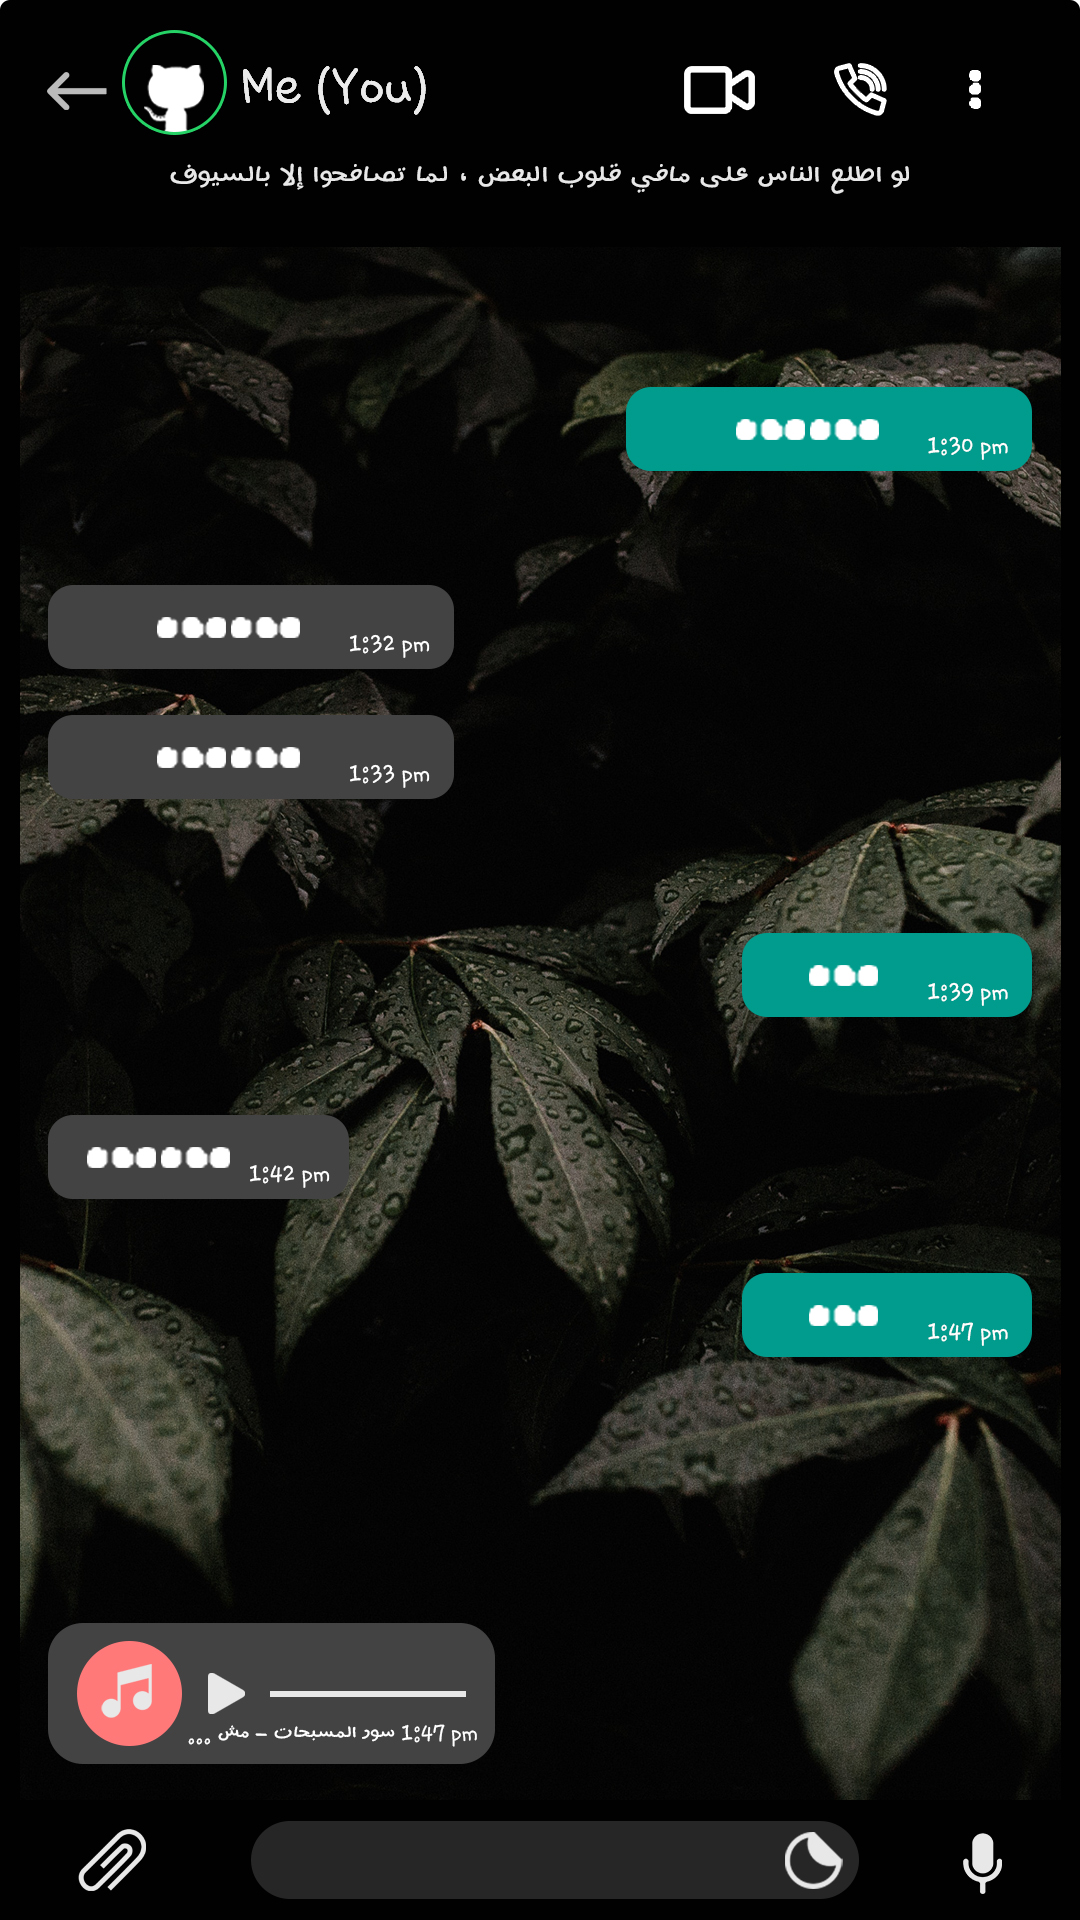 Me (You)
لو اطلع الناس على مافي قلوب البعض ، لما تصافحوا إلا بالسيوف
1:30 pm
1:32 pm
1:33 pm
1:39 pm
1:42 pm
1:47 pm
سور المسبحات - مش ... 1:47 pm